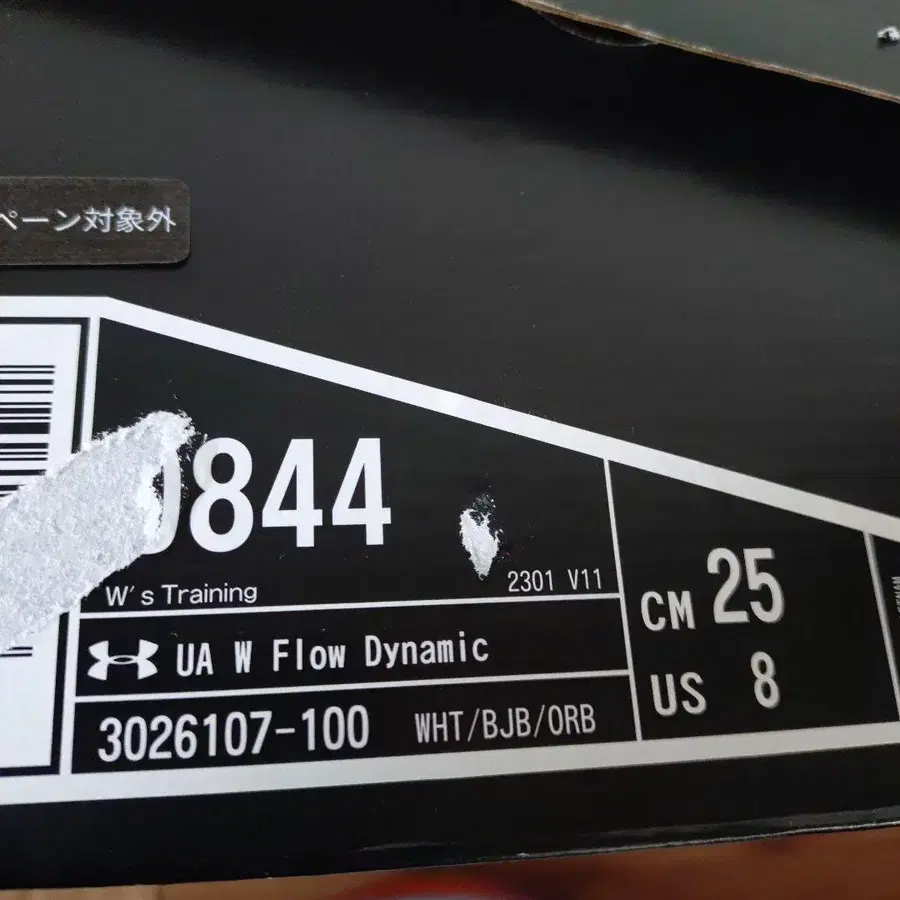 ペーン対象外
0844
W's Training
2301 V11
UA W Flow Dynamic
3026107-100 WHT/BJB/ORB
CM 25
US 8